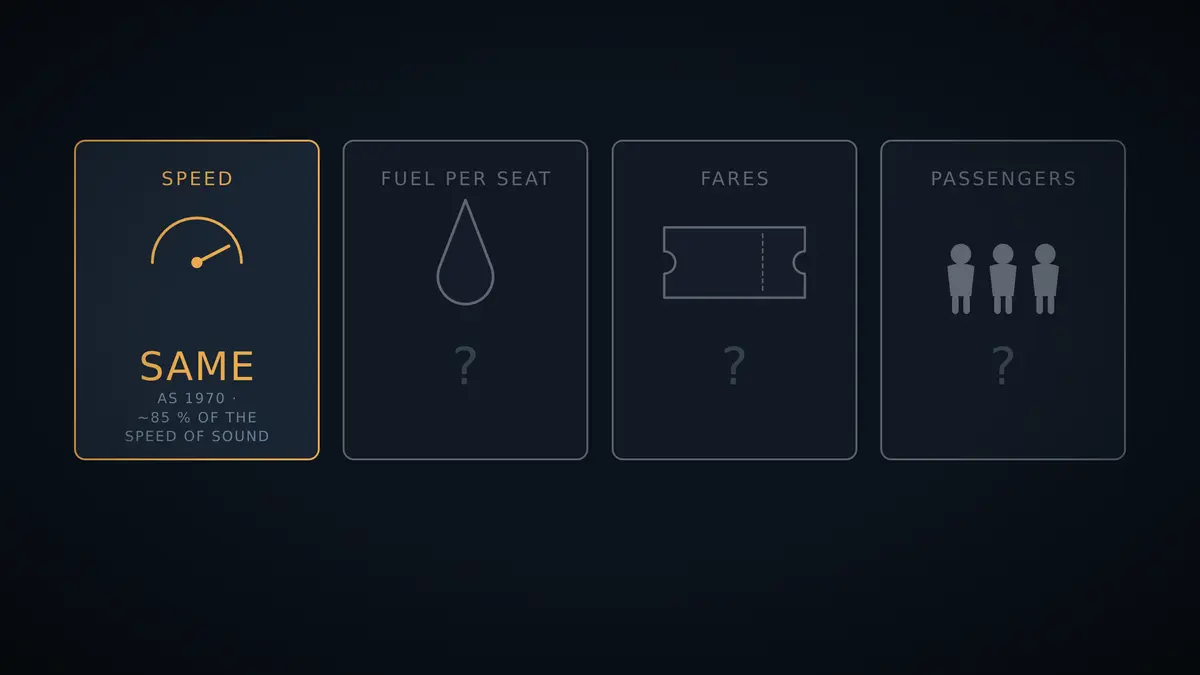 SPEED
SAME
AS 1970 ·
~85 % OF THE
SPEED OF SOUND
FUEL PER SEAT
?
FARES
?
PASSENGERS
?